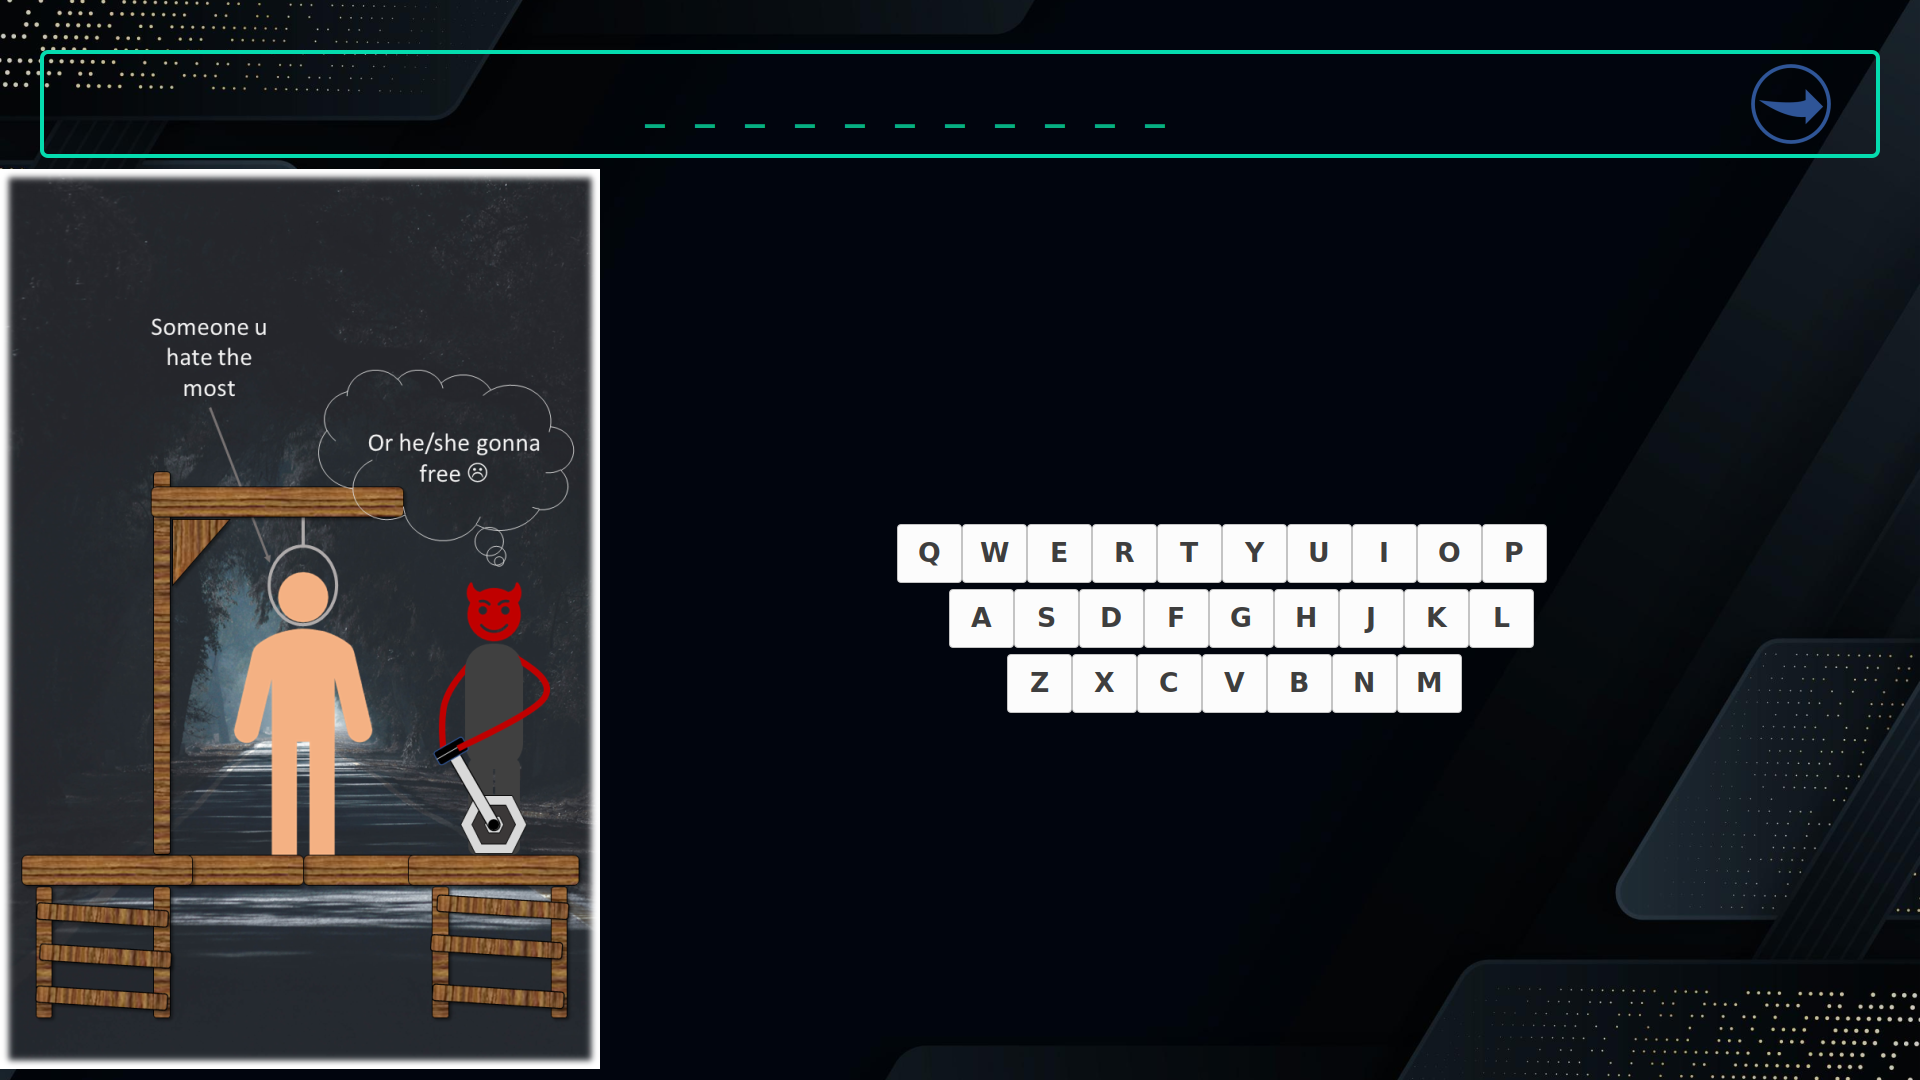 _ _ _ _ _ _ _ _ _ _ _
Someone u
hate the
most
Or he/she gonna
free ☹
Q W E R T Y U I O P
A S D F G H J K L
Z X C V B N M